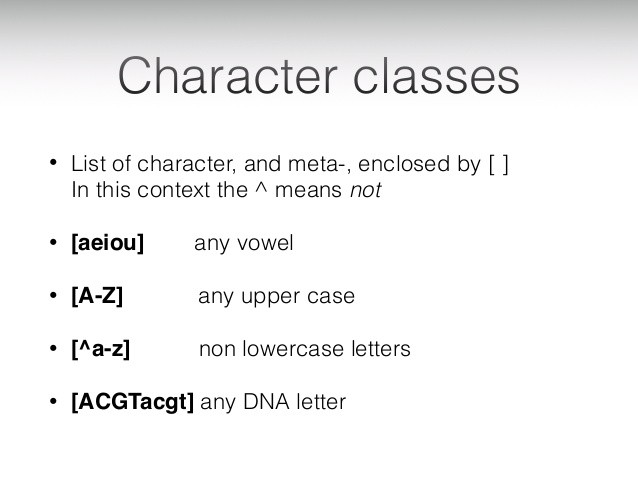 Character classes
• List of character, and meta-, enclosed by [ ]
In this context the ^ means not
• [aeiou] any vowel
• [A-Z] any upper case
• [^a-z] non lowercase letters
• [ACGTacgt] any DNA letter